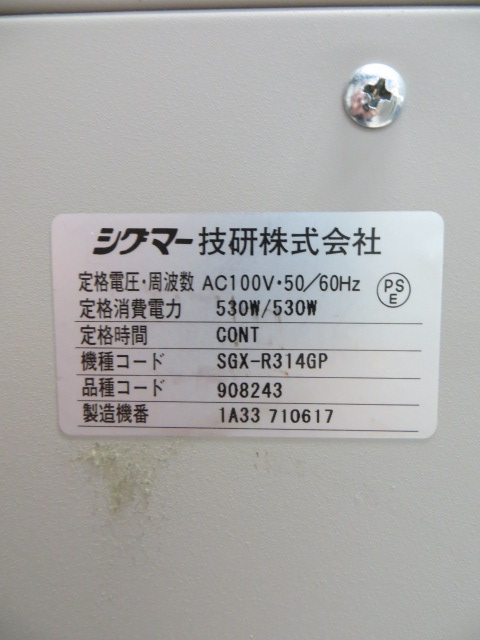 シグマー技研株式会社
定格電圧・周波数 AC100V・50/60Hz
PS
E
定格消費電力 530W/530W
定格時間 CONT
機種コード SGX-R314GP
品種コード 908243
製造機番 1A33 710617